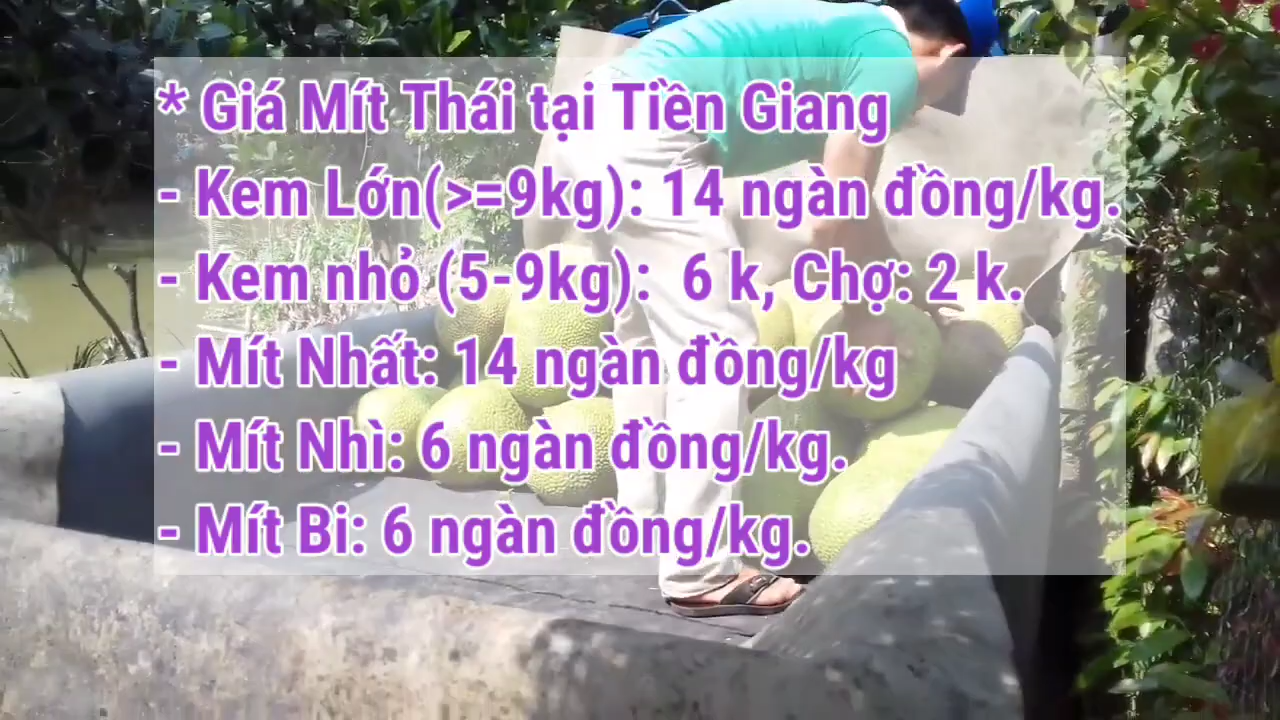 * Giá Mít Thái tại Tiền Giang
- Kem Lớn(>=9kg): 14 ngàn đồng/kg.
- Kem nhỏ (5-9kg):  6 k, Chợ: 2 k.
- Mít Nhất: 14 ngàn đồng/kg
- Mít Nhì: 6 ngàn đồng/kg.
- Mít Bi: 6 ngàn đồng/kg.